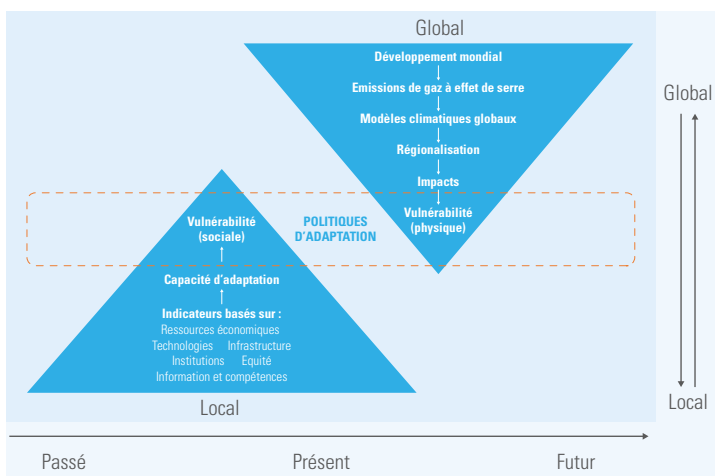 Global
Développement mondial
Emissions de gaz à effet de serre
Modèles climatiques globaux
Régionalisation
Impacts
Vulnérabilité
(physique)
POLITIQUES
D'ADAPTATION
Vulnérabilité
(sociale)
Capacité d'adaptation
Indicateurs basés sur :
Ressources économiques
Technologies Infrastructure
Institutions Equité
Information et compétences
Local
Global
Local
Passé Présent Futur